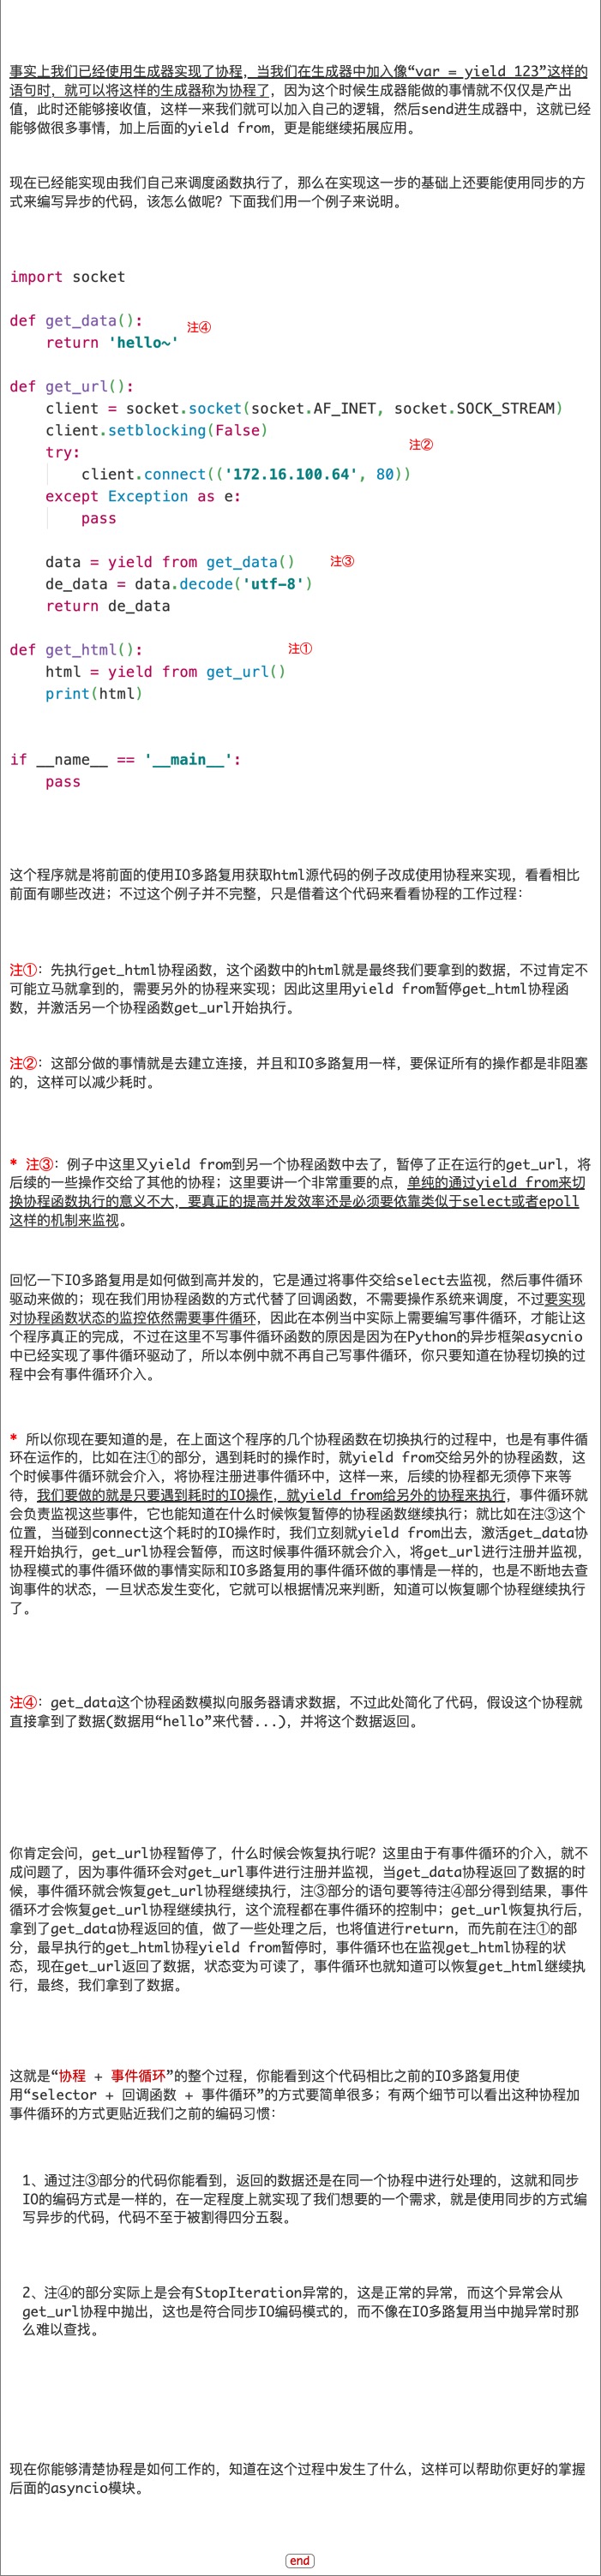 事实上我们已经使用生成器实现了协程，当我们在生成器中加入像“var = yield 123”这样的
语句时，就可以将这样的生成器称为协程了，因为这个时候生成器能做的事情就不仅仅是产出
值，此时还能够接收值，这样一来我们就可以加入自己的逻辑，然后send进生成器中，这就已经
能够做很多事情，加上后面的yield from，更是能继续拓展应用。
现在已经能实现由我们自己来调度函数执行了，那么在实现这一步的基础上还要能使用同步的方
式来编写异步的代码，该怎么做呢？下面我们用一个例子来说明。
import socket
def get_data():
注④
    return 'hello~'
def get_url():
    client = socket.socket(socket.AF_INET, socket.SOCK_STREAM)
    client.setblocking(False)
    try:
注②
        client.connect(('172.16.100.64', 80))
    except Exception as e:
        pass
    data = yield from get_data() 注③
    de_data = data.decode('utf-8')
    return de_data
def get_html(): 注①
    html = yield from get_url()
    print(html)
if __name__ == '__main__':
    pass
这个程序就是将前面的使用IO多路复用获取html源代码的例子改成使用协程来实现，看看相比
前面有哪些改进；不过这个例子并不完整，只是借着这个代码来看看协程的工作过程：
注①：先执行get_html协程函数，这个函数中的html就是最终我们要拿到的数据，不过肯定不
可能立马就拿到的，需要另外的协程来实现；因此这里用yield from暂停get_html协程函
数，并激活另一个协程函数get_url开始执行。
注②：这部分做的事情就是去建立连接，并且和IO多路复用一样，要保证所有的操作都是非阻塞
的，这样可以减少耗时。
* 注③：例子中这里又yield from到另一个协程函数中去了，暂停了正在运行的get_url，将
后续的一些操作交给了其他的协程；这里要讲一个非常重要的点，单纯的通过yield from来切
换协程函数执行的意义不大，要真正的提高并发效率还是必须要依靠类似于select或者epoll
这样的机制来监视。
回忆一下IO多路复用是如何做到高并发的，它是通过将事件交给select去监视，然后事件循环
驱动来做的；现在我们用协程函数的方式代替了回调函数，不需要操作系统来调度，不过要实现
对协程函数状态的监控依然需要事件循环，因此在本例当中实际上需要编写事件循环，才能让这
个程序真正的完成，不过在这里不写事件循环函数的原因是因为在Python的异步框架asycnio
中已经实现了事件循环驱动了，所以本例中就不再自己写事件循环，你只要知道在协程切换的过
程中会有事件循环介入。
* 所以你现在要知道的是，在上面这个程序的几个协程函数在切换执行的过程中，也是有事件循
环在运作的，比如在注①的部分，遇到耗时的操作时，就yield from交给另外的协程函数，这
个时候事件循环就会介入，将协程注册进事件循环中，这样一来，后续的协程都无须停下来等
待，我们要做的就是只要遇到耗时的IO操作，就yield from给另外的协程来执行，事件循环就
会负责监视这些事件，它也能知道在什么时候恢复暂停的协程函数继续执行；就比如在注③这个
位置，当碰到connect这个耗时的IO操作时，我们立刻就yield from出去，激活get_data协
程开始执行，get_url协程会暂停，而这时候事件循环就会介入，将get_url进行注册并监视，
协程模式的事件循环做的事情实际和IO多路复用的事件循环做的事情是一样的，也是不断地去查
询事件的状态，一旦状态发生变化，它就可以根据情况来判断，知道可以恢复哪个协程继续执行
了。
注④：get_data这个协程函数模拟向服务器请求数据，不过此处简化了代码，假设这个协程就
直接拿到了数据(数据用“hello”来代替...)，并将这个数据返回。
你肯定会问，get_url协程暂停了，什么时候会恢复执行呢？这里由于有事件循环的介入，就不
成问题了，因为事件循环会对get_url事件进行注册并监视，当get_data协程返回了数据的时
候，事件循环就会恢复get_url协程继续执行，注③部分的语句要等待注④部分得到结果，事件
循环才会恢复get_url协程继续执行，这个流程都在事件循环的控制中；get_url恢复执行后，
拿到了get_data协程返回的值，做了一些处理之后，也将值进行return，而先前在注①的部
分，最早执行的get_html协程yield from暂停时，事件循环也在监视get_html协程的状
态，现在get_url返回了数据，状态变为可读了，事件循环也就知道可以恢复get_html继续执
行，最终，我们拿到了数据。
这就是“协程 + 事件循环”的整个过程，你能看到这个代码相比之前的IO多路复用使
用“selector + 回调函数 + 事件循环”的方式要简单很多；有两个细节可以看出这种协程加
事件循环的方式更贴近我们之前的编码习惯：
1、通过注③部分的代码你能看到，返回的数据还是在同一个协程中进行处理的，这就和同步
IO的编码方式是一样的，在一定程度上就实现了我们想要的一个需求，就是使用同步的方式编
写异步的代码，代码不至于被割得四分五裂。
2、注④的部分实际上是会有StopIteration异常的，这是正常的异常，而这个异常会从
get_url协程中抛出，这也是符合同步IO编码模式的，而不像在IO多路复用当中抛异常时那
么难以查找。
现在你能够清楚协程是如何工作的，知道在这个过程中发生了什么，这样可以帮助你更好的掌握
后面的asyncio模块。
end